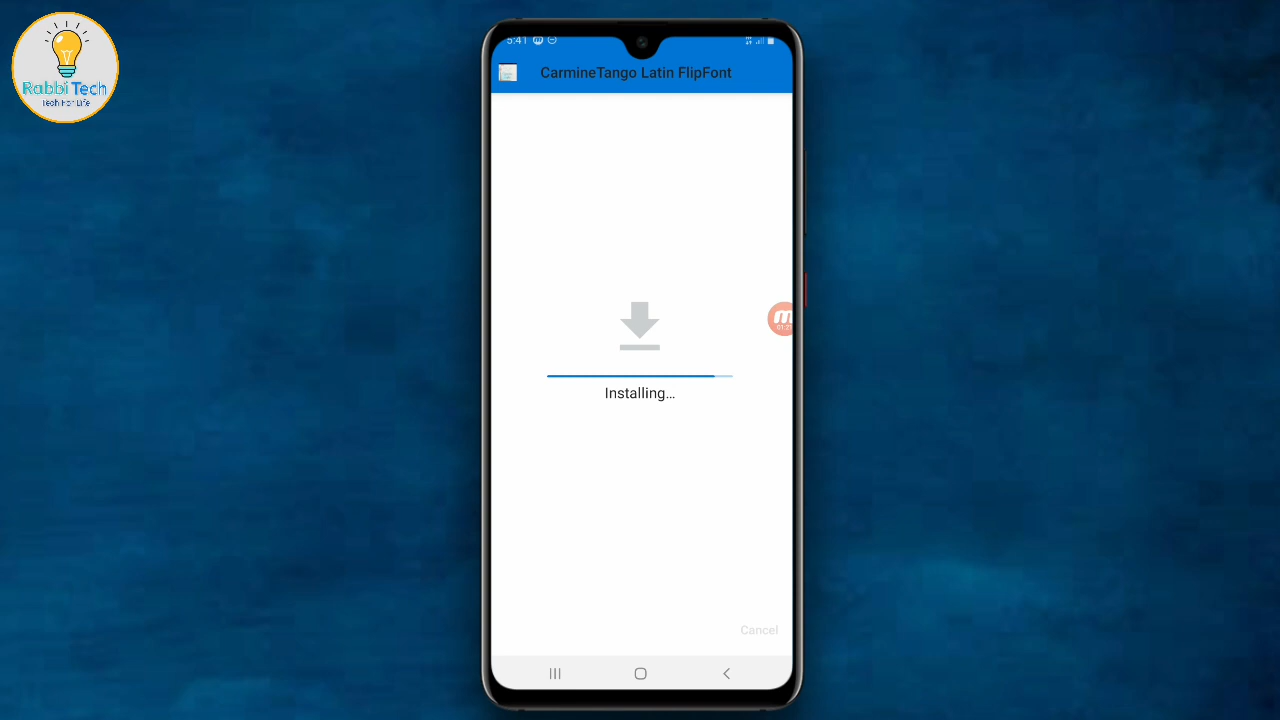 Rabbi Tech
Tech For Life
5:41
CarmineTango Latin FlipFont
Installing...
Cancel